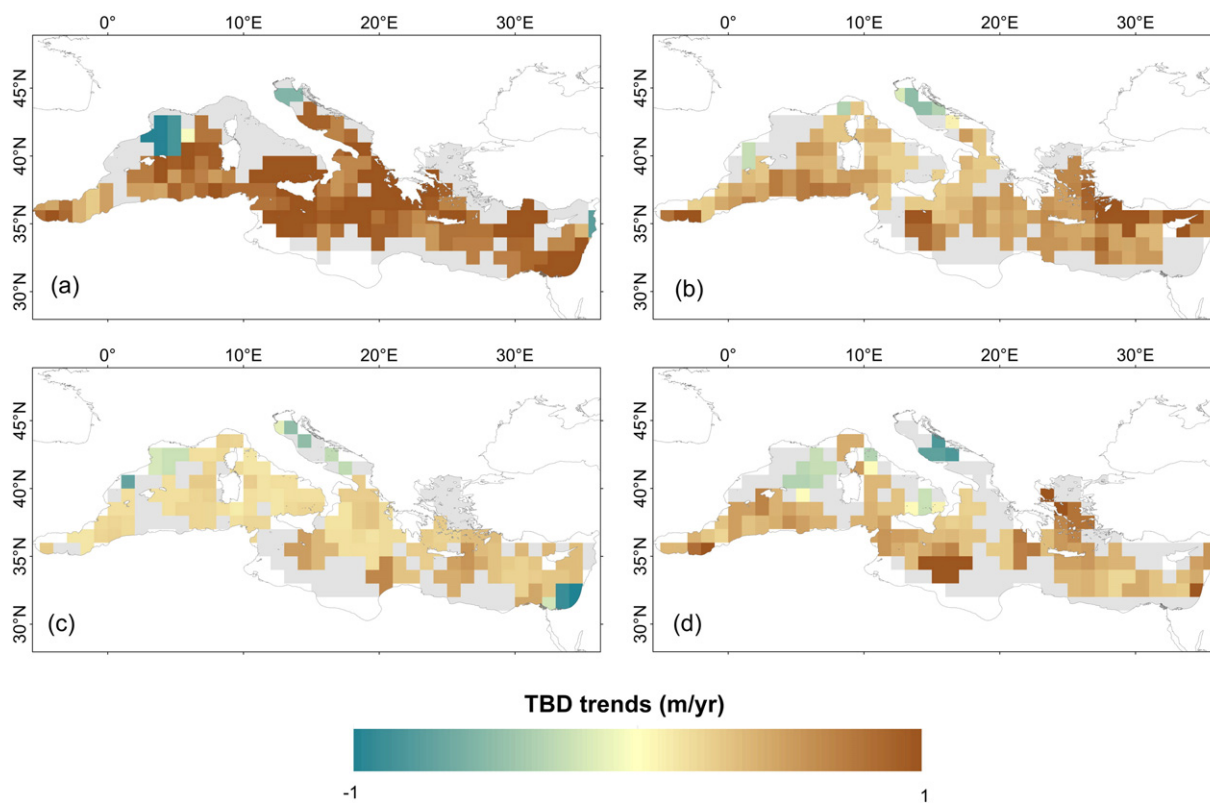 0° 10°E 20°E 30°E 0° 10°E 20°E 30°E
45°N 45°N
40°N 40°N
35°N 35°N
30°N 30°N
(a) (b)
0° 10°E 20°E 30°E 0° 10°E 20°E 30°E
45°N 45°N
40°N 40°N
35°N 35°N
30°N 30°N
(c) (d)
TBD trends (m/yr)
-1 1